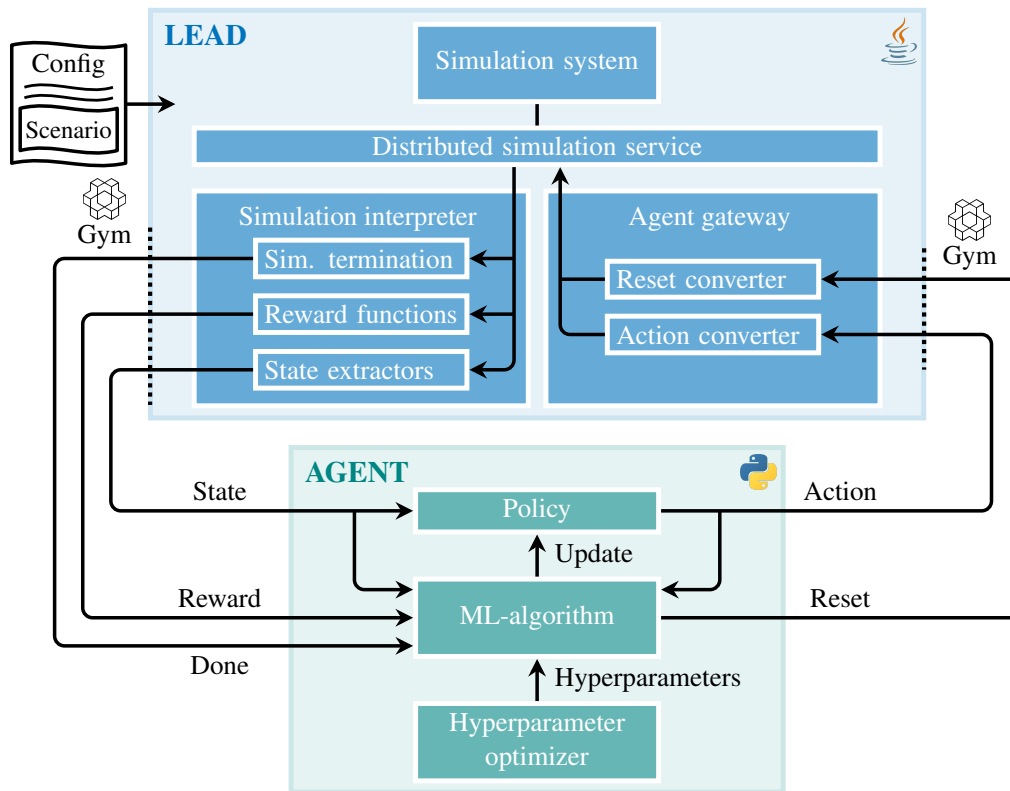 LEAD
Config
Scenario
Simulation system
Distributed simulation service
Gym
Simulation interpreter
Sim. termination
Reward functions
State extractors
Agent gateway
Reset converter
Action converter
Gym
AGENT
State
Policy
Action
Update
Reward
ML-algorithm
Reset
Done
Hyperparameters
Hyperparameter
optimizer